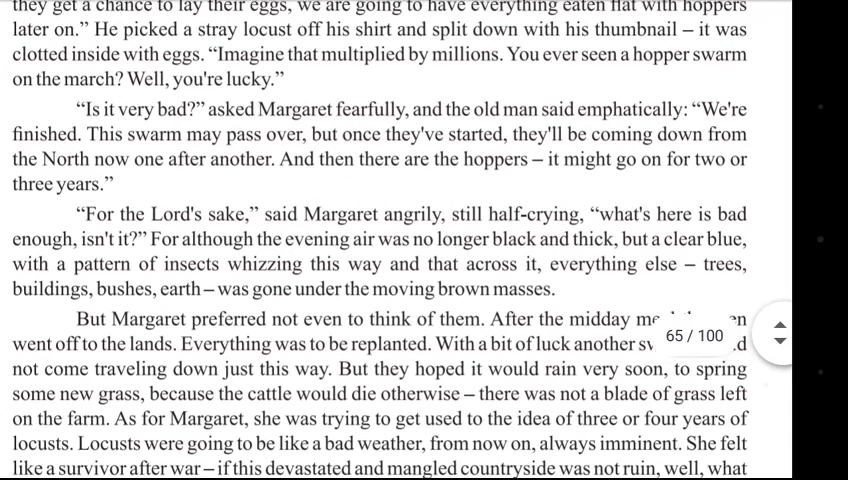 they get a chance to lay their eggs, we are going to have everything eaten flat with hoppers
later on.” He picked a stray locust off his shirt and split down with his thumbnail – it was
clotted inside with eggs. “Imagine that multiplied by millions. You ever seen a hopper swarm
on the march? Well, you're lucky.”
“Is it very bad?” asked Margaret fearfully, and the old man said emphatically: “We're
finished. This swarm may pass over, but once they've started, they'll be coming down from
the North now one after another. And then there are the hoppers – it might go on for two or
three years.”
“For the Lord's sake,” said Margaret angrily, still half-crying, “what's here is bad
enough, isn't it?” For although the evening air was no longer black and thick, but a clear blue,
with a pattern of insects whizzing this way and that across it, everything else – trees,
buildings, bushes, earth – was gone under the moving brown masses.
But Margaret preferred not even to think of them. After the midday
went off to the lands. Everything was to be replanted. With a bit of luck another
65 / 100
not come traveling down just this way. But they hoped it would rain very soon, to spring
some new grass, because the cattle would die otherwise – there was not a blade of grass left
on the farm. As for Margaret, she was trying to get used to the idea of three or four years of
locusts. Locusts were going to be like a bad weather, from now on, always imminent. She felt
like a survivor after war – if this devastated and mangled countryside was not ruin, well, what